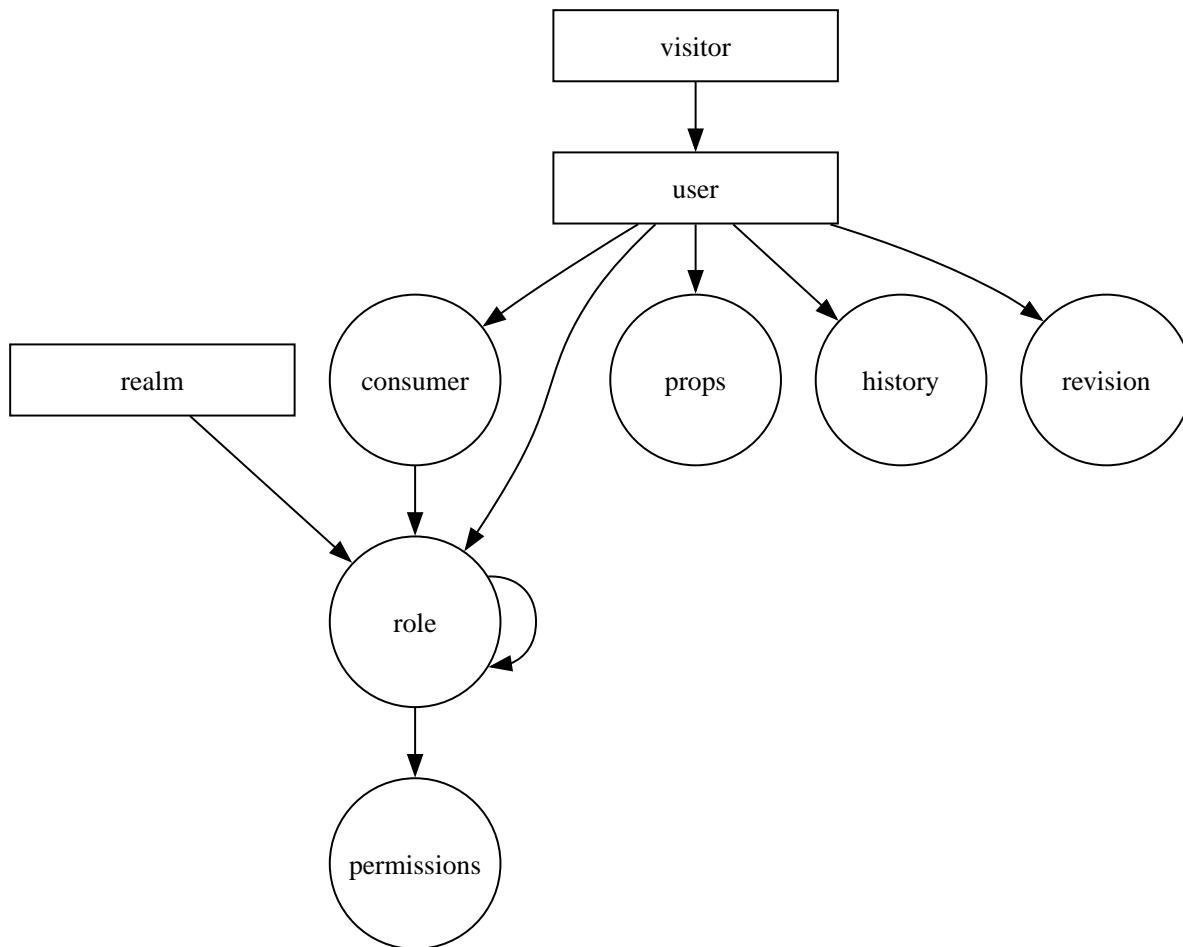 visitor
user
realm
consumer
props
history
revision
role
permissions